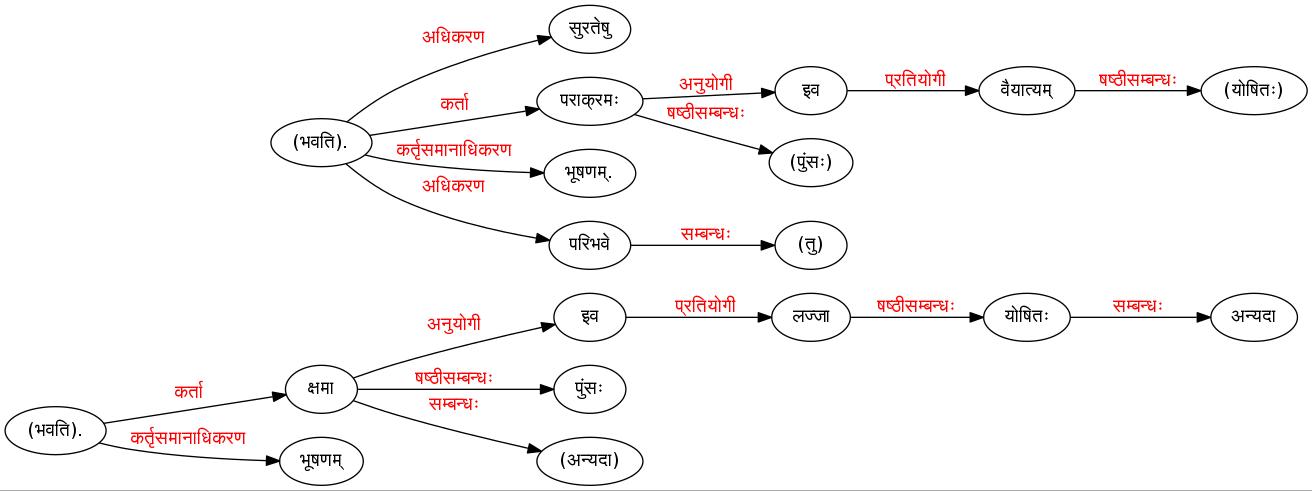 सुरतेषु
अधिकरण
अनुयोगी
प्रतियोगी
षष्ठीसम्बन्धः
पराक्रमः
इव
वैयात्यम्
(योषितः)
कर्ता
षष्ठीसम्बन्धः
(भवति).
कर्तृसमानाधिकरण
(पुंसः)
भूषणम्.
अधिकरण
सम्बन्धः
परिभवे
(तु)
प्रतियोगी
षष्ठीसम्बन्धः
सम्बन्धः
अनुयोगी
इव
लज्जा
योषितः
अन्यदा
षष्ठीसम्बन्धः
कर्ता
क्षमा
पुंसः
सम्बन्धः
(भवति).
कर्तृसमानाधिकरण
भूषणम्
(अन्यदा)